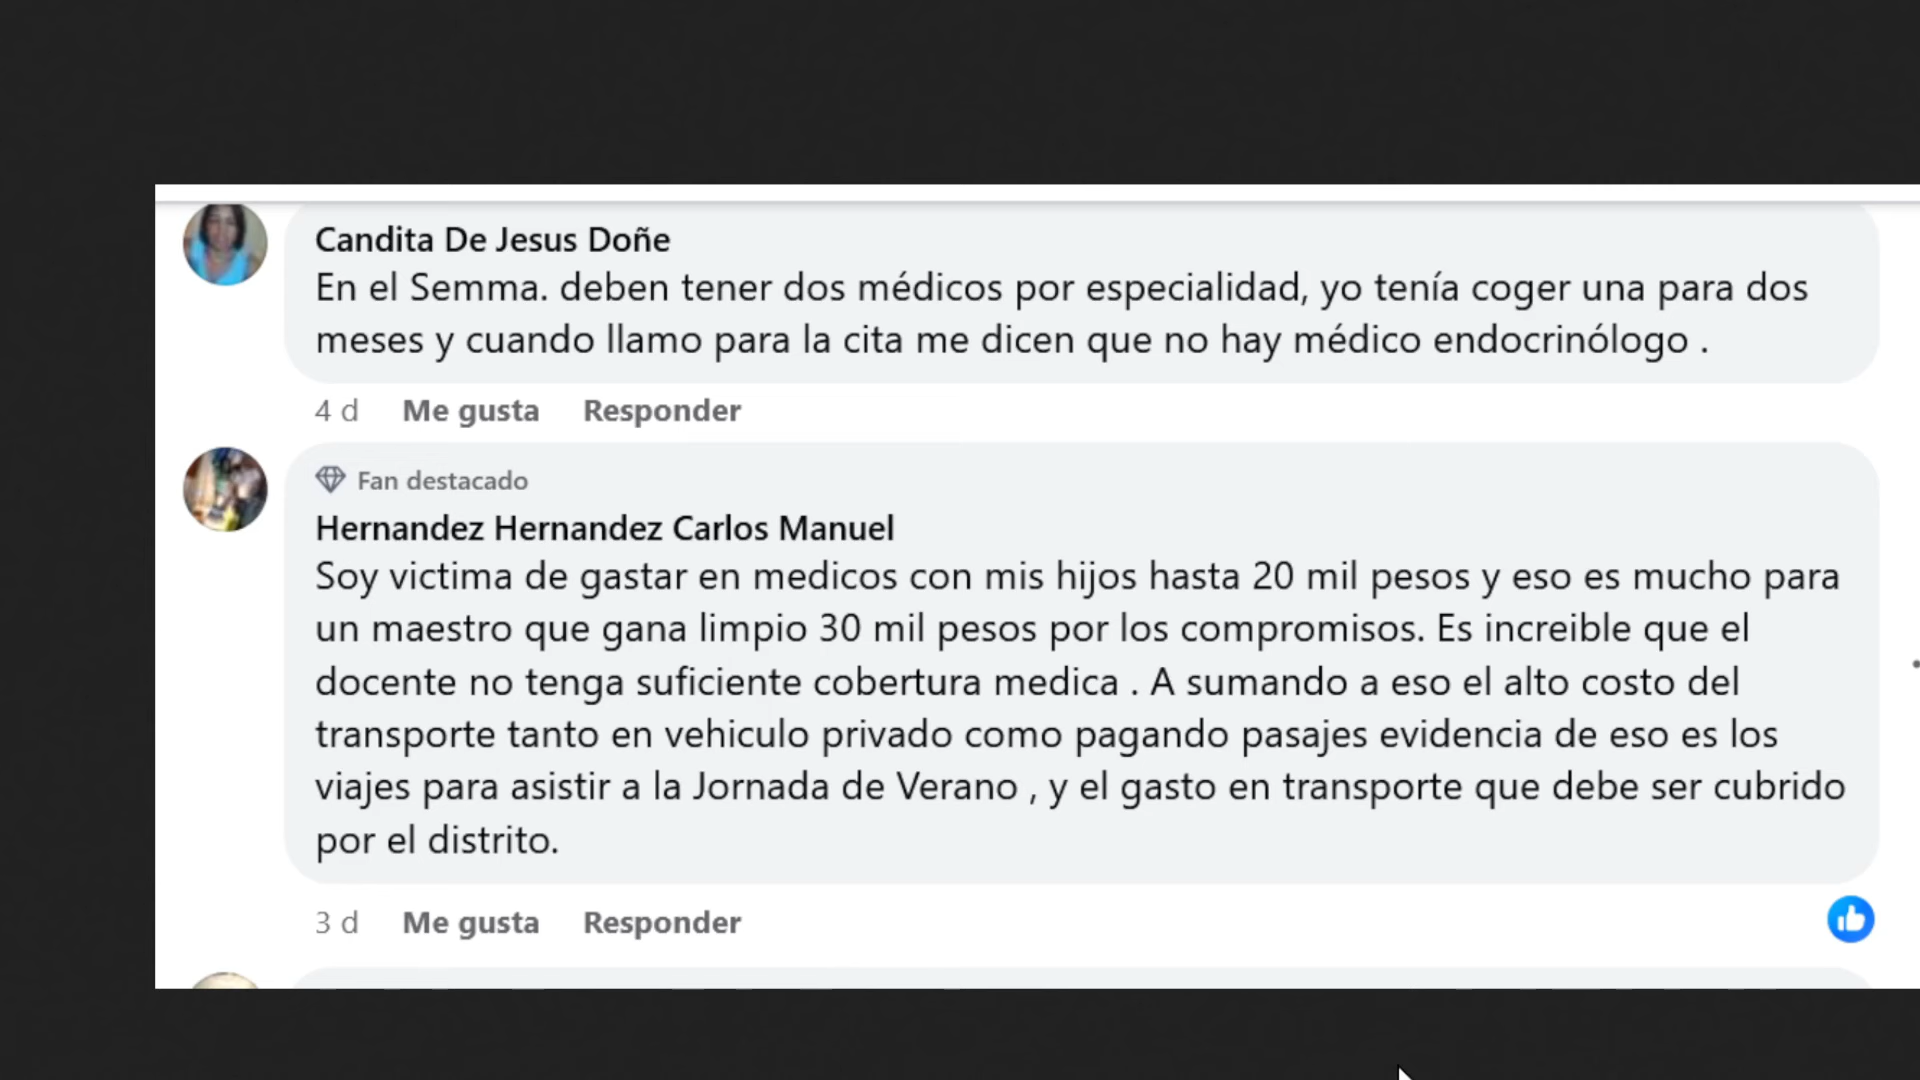 Candita De Jesus Doñe
En el Semma. deben tener dos médicos por especialidad, yo tenía coger una para dos
meses y cuando llamo para la cita me dicen que no hay médico endocrinólogo .
4 d Me gusta Responder
Fan destacado
Hernandez Hernandez Carlos Manuel
Soy victima de gastar en medicos con mis hijos hasta 20 mil pesos y eso es mucho para
un maestro que gana limpio 30 mil pesos por los compromisos. Es increible que el
docente no tenga suficiente cobertura medica . A sumando a eso el alto costo del
transporte tanto en vehiculo privado como pagando pasajes evidencia de eso es los
viajes para asistir a la Jornada de Verano , y el gasto en transporte que debe ser cubrido
por el distrito.
3 d Me gusta Responder